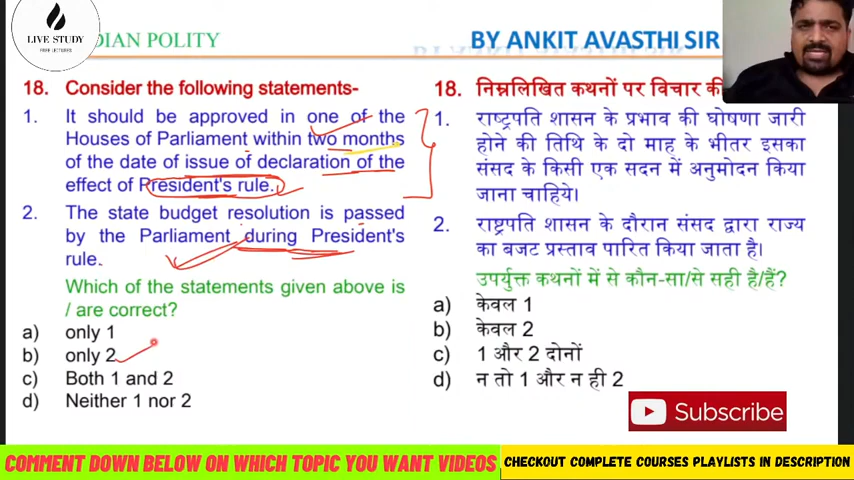 LIVE STUDY
FREE LECTURES
DIAN POLITY
BY ANKIT AVASTHI SIR
18. Consider the following statements-
1. It should be approved in one of the
Houses of Parliament within two months
of the date of issue of declaration of the
effect of President's rule.
2. The state budget resolution is passed
by the Parliament during President's
rule.
Which of the statements given above is
/ are correct?
a) only 1
b) only 2
c) Both 1 and 2
d) Neither 1 nor 2
18. निम्नलिखित कथनों पर विचार की
1. राष्ट्रपति शासन के प्रभाव की घोषणा जारी
होने की तिथि के दो माह के भीतर इसका
संसद के किसी एक सदन में अनुमोदन किया
जाना चाहिये।
2. राष्ट्रपति शासन के दौरान संसद द्वारा राज्य
का बजट प्रस्ताव पारित किया जाता है।
उपर्युक्त कथनों में से कौन-सा/से सही है/हैं?
a) केवल 1
b) केवल 2
c) 1 और 2 दोनों
d) न तो 1 और न ही 2
Subscribe
COMMENT DOWN BELOW ON WHICH TOPIC YOU WANT VIDEOS
CHECKOUT COMPLETE COURSES PLAYLISTS IN DESCRIPTION